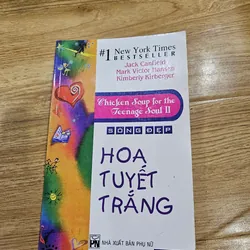 #1 New York Times
BESTSELLER
Jack Canfield
Mark Victor Hansen
Kimberly Kirberger
Chicken Soup for the
Teenage Soul II
SỐNG ĐẸP
HOA
TUYẾT
TRẮNG
PN
NHÀ XUẤT BẢN PHỤ NỮ